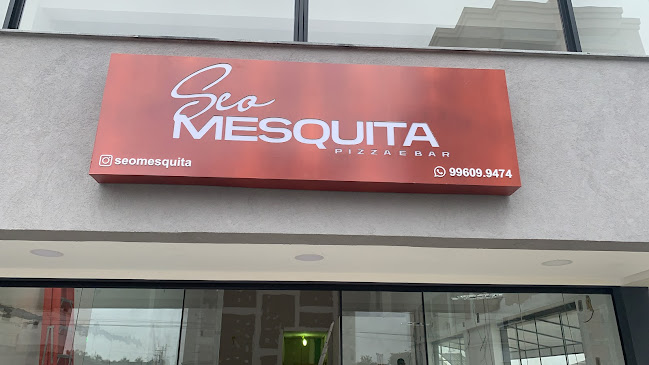 Seo
MESQUITA
PIZZA E BAR
seomesquita
99609.9474